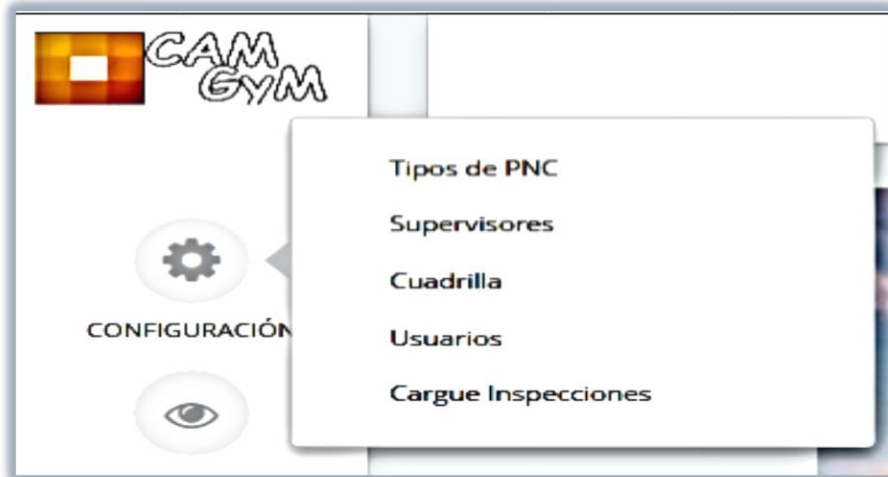 CAM
GyM
Tipos de PNC
Supervisores
Cuadrilla
CONFIGURACIÓN
Usuarios
Cargue Inspecciones